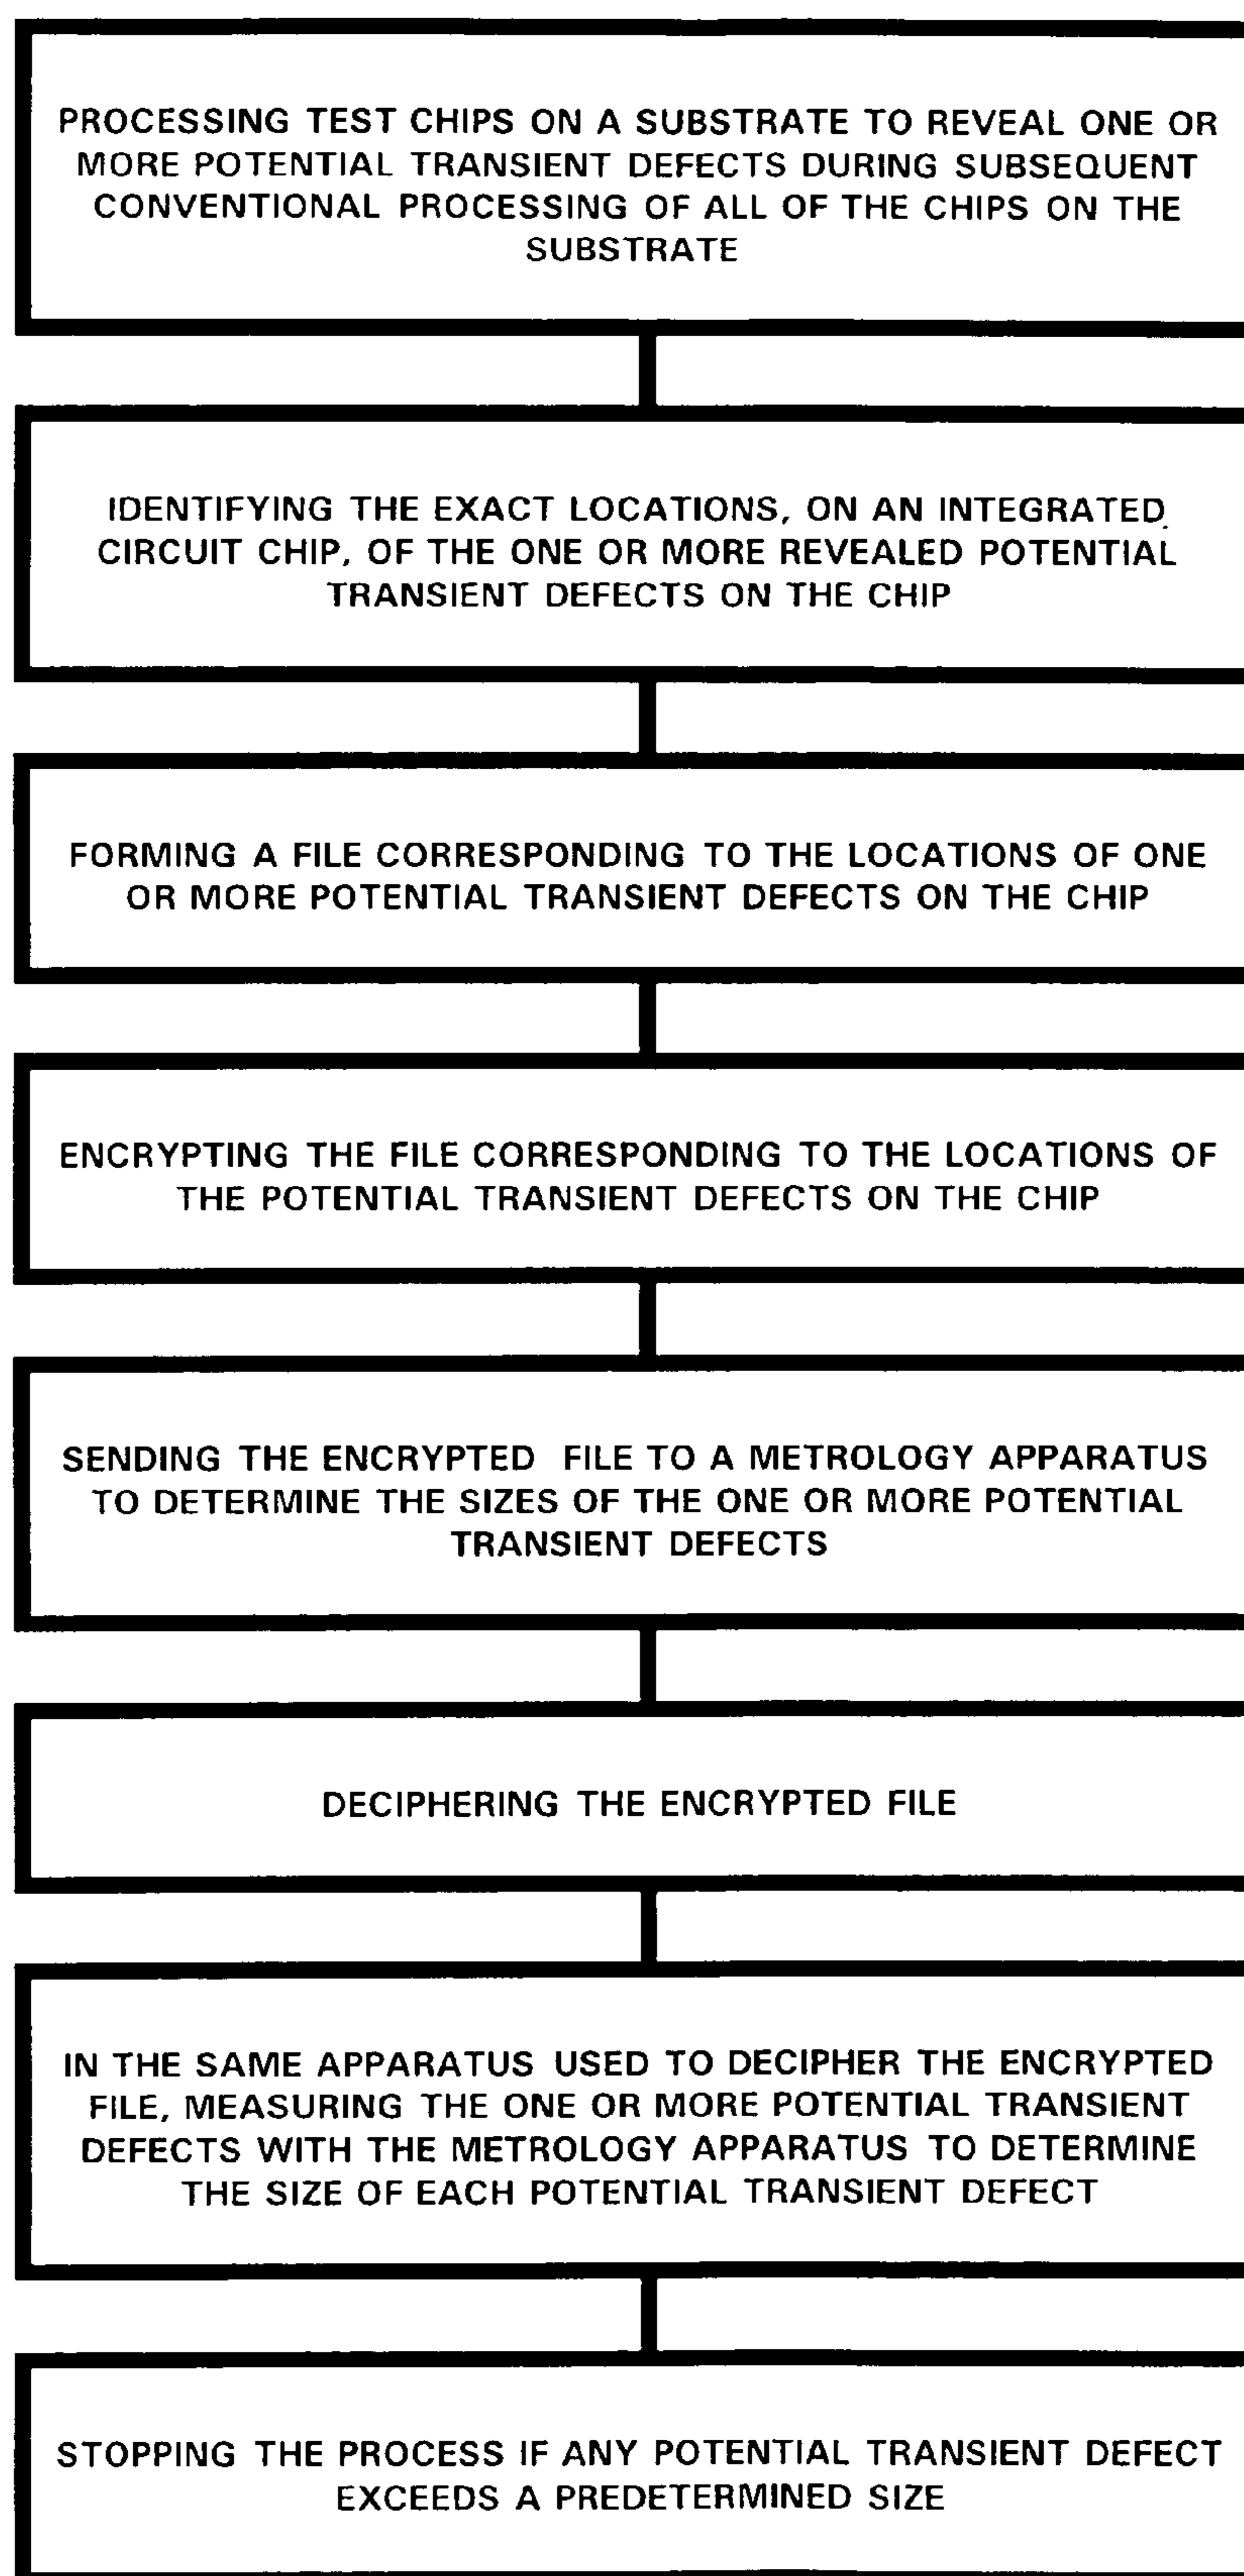 PROCESSING TEST CHIPS ON A SUBSTRATE TO REVEAL ONE OR
MORE POTENTIAL TRANSIENT DEFECTS DURING SUBSEQUENT
CONVENTIONAL PROCESSING OF ALL OF THE CHIPS ON THE
SUBSTRATE
IDENTIFYING THE EXACT LOCATIONS, ON AN INTEGRATED
CIRCUIT CHIP, OF THE ONE OR MORE REVEALED POTENTIAL
TRANSIENT DEFECTS ON THE CHIP
FORMING A FILE CORRESPONDING TO THE LOCATIONS OF ONE
OR MORE POTENTIAL TRANSIENT DEFECTS ON THE CHIP
ENCRYPTING THE FILE CORRESPONDING TO THE LOCATIONS OF
THE POTENTIAL TRANSIENT DEFECTS ON THE CHIP
SENDING THE ENCRYPTED FILE TO A METROLOGY APPARATUS
TO DETERMINE THE SIZES OF THE ONE OR MORE POTENTIAL
TRANSIENT DEFECTS
DECIPHERING THE ENCRYPTED FILE
IN THE SAME APPARATUS USED TO DECIPHER THE ENCRYPTED
FILE, MEASURING THE ONE OR MORE POTENTIAL TRANSIENT
DEFECTS WITH THE METROLOGY APPARATUS TO DETERMINE
THE SIZE OF EACH POTENTIAL TRANSIENT DEFECT
STOPPING THE PROCESS IF ANY POTENTIAL TRANSIENT DEFECT
EXCEEDS A PREDETERMINED SIZE